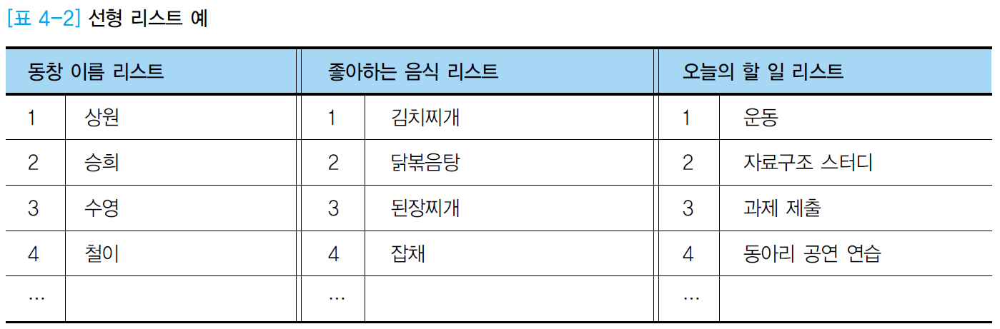 [표 4-2] 선형 리스트 예
동창 이름 리스트 좋아하는 음식 리스트 오늘의 할 일 리스트
1 상원 1 김치찌개 1 운동
2 승희 2 닭볶음탕 2 자료구조 스터디
3 수영 3 된장찌개 3 과제 제출
4 철이 4 잡채 4 동아리 공연 연습
… … …